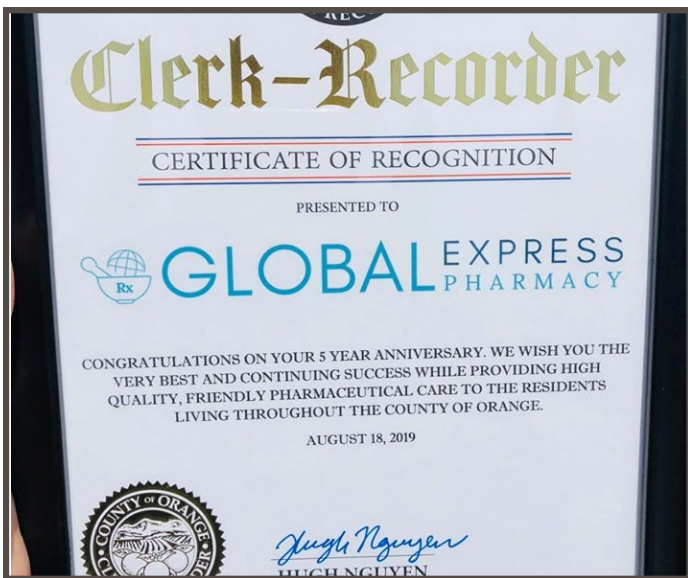 Clerk-Recorder
CERTIFICATE OF RECOGNITION
PRESENTED TO
Rx
GLOBAL EXPRESS
PHARMACY
CONGRATULATIONS ON YOUR 5 YEAR ANNIVERSARY. WE WISH YOU THE
VERY BEST AND CONTINUING SUCCESS WHILE PROVIDING HIGH
QUALITY, FRIENDLY PHARMACEUTICAL CARE TO THE RESIDENTS
LIVING THROUGHOUT THE COUNTY OF ORANGE.
AUGUST 18, 2019
COUNTY OF ORANGE
Hugh Nguyen
HUGH NGUYEN